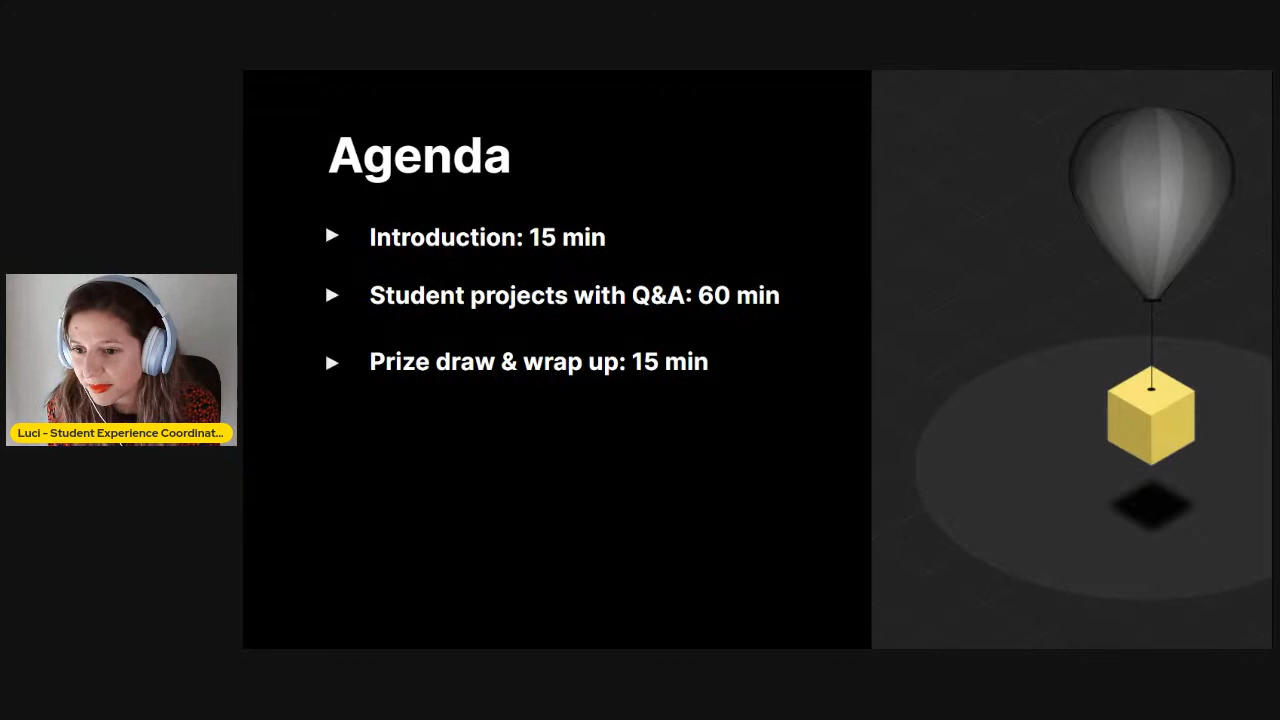 Agenda
Introduction: 15 min
Student projects with Q&A: 60 min
Prize draw & wrap up: 15 min
Luci - Student Experience Coordinat...